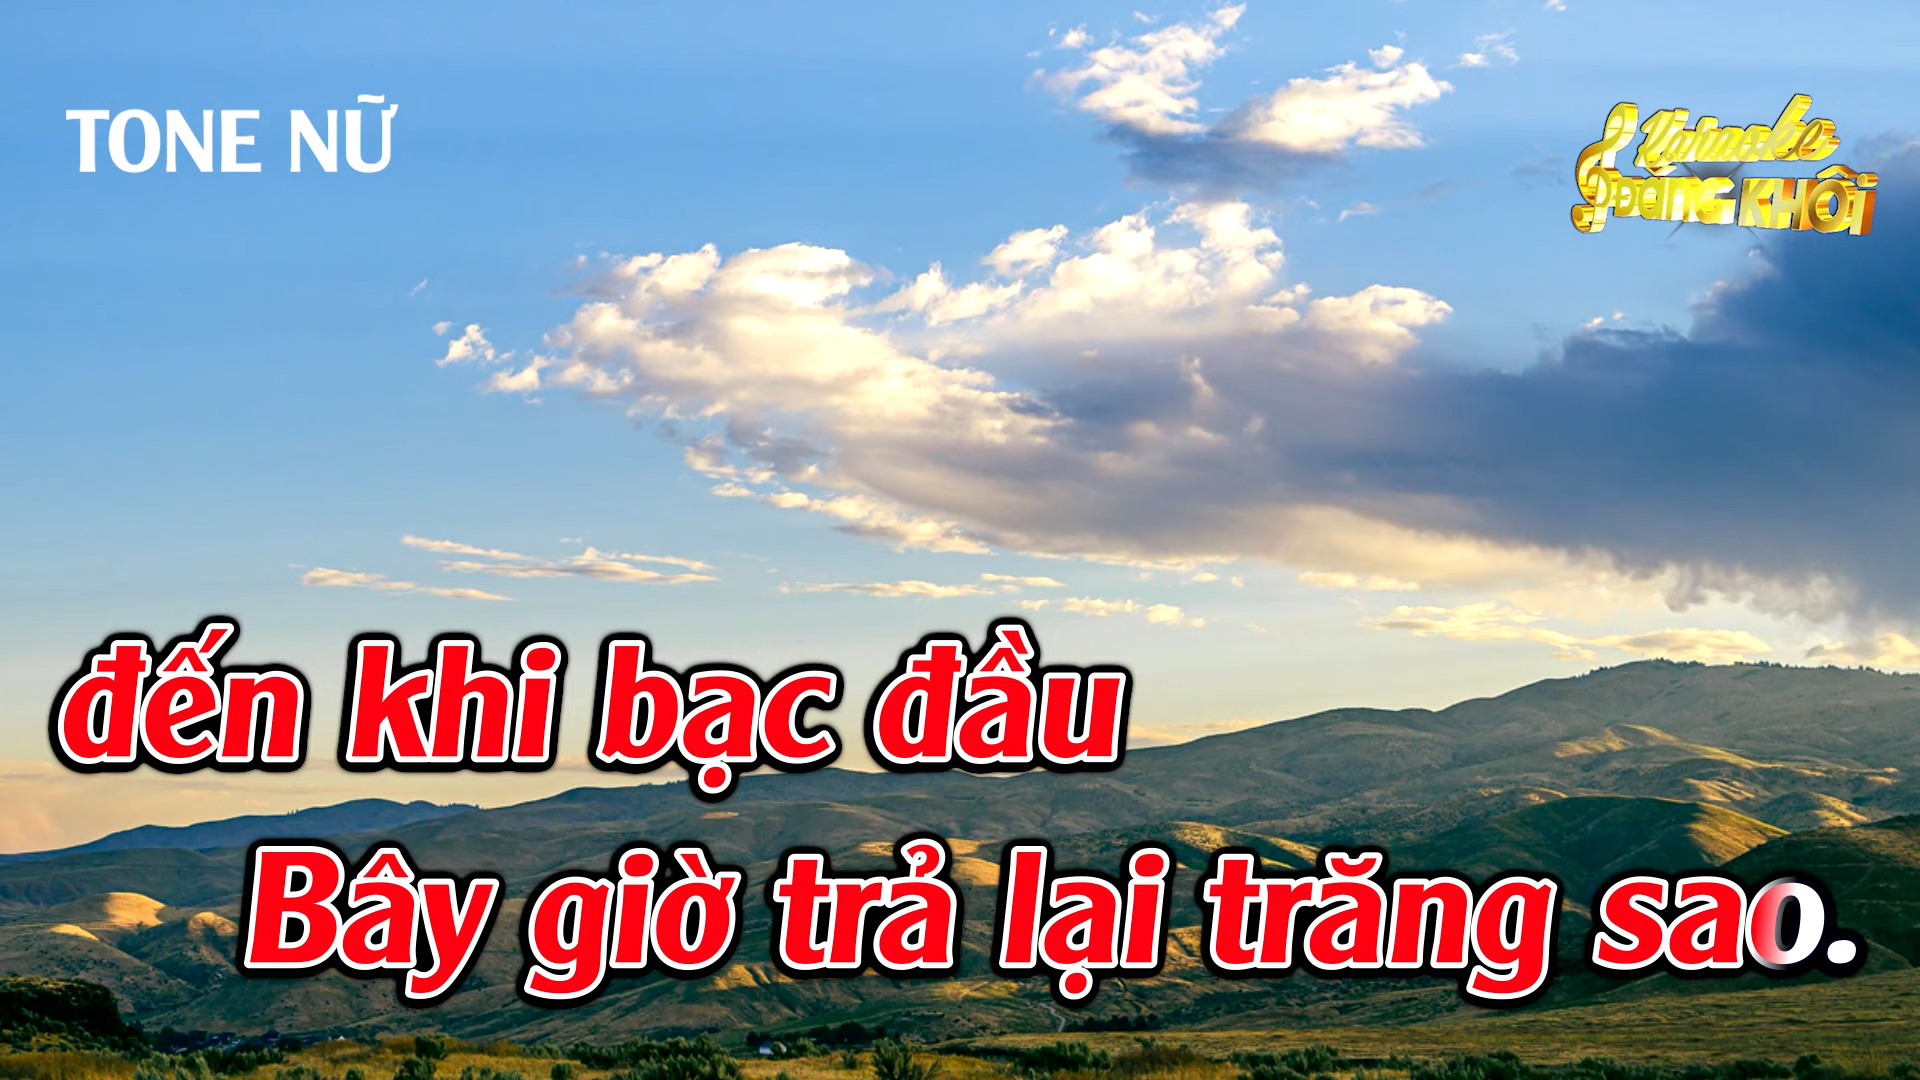 TONE NỮ
Karaoke
ĐĂNG KHÔI
đến khi bạc đầu
Bây giờ trả lại trăng sao.